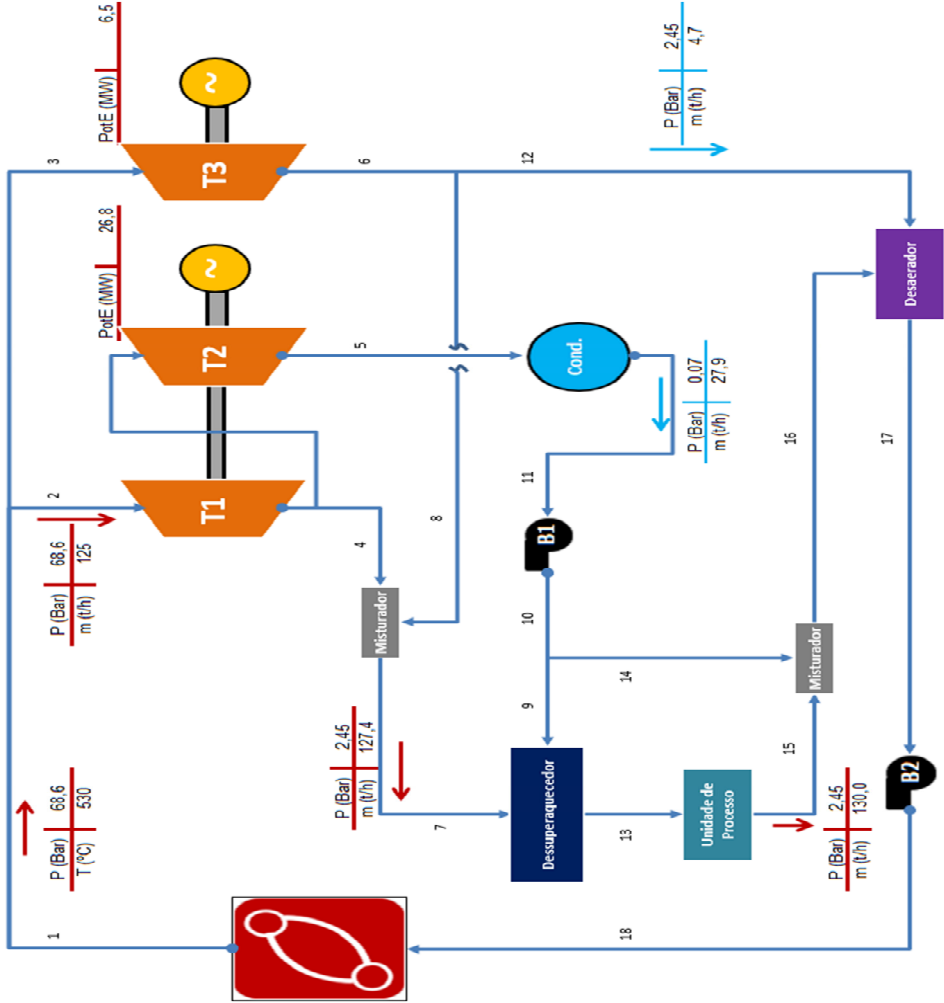 P (Bar) 68,6
T (ºC) 530
1
P (Bar) 68,6
m (t/h) 125
2
3
PotE (MW) 26,8
PotE (MW) 6,5
T1
T2
~
T3
~
4
5
6
8
12
Misturador
P (Bar) 2,45
m (t/h) 127,4
7
Cond.
P (Bar) 0,07
m (t/h) 27,9
P (Bar) 2,45
m (t/h) 4,7
11
B1
10
9
14
Dessuperaquecedor
13
Unidade de
Processo
15
P (Bar) 2,45
m (t/h) 130,0
Misturador
16
Desaerador
17
B2
18